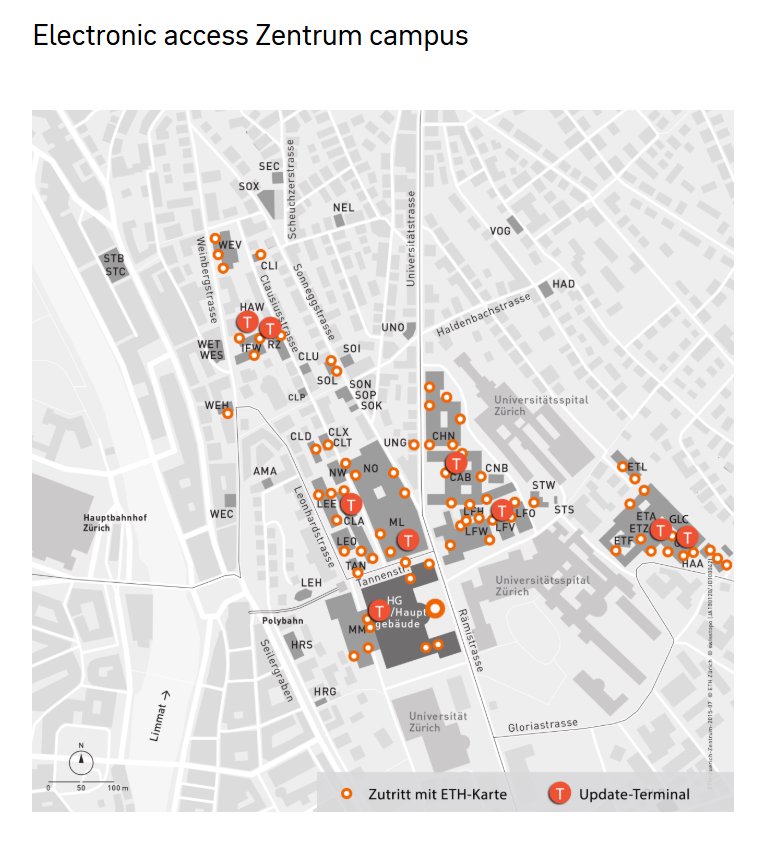 Electronic access Zentrum campus
SEC
SOX
Scheuchzerstrasse
NEL
Universitätstrasse
VOG
WEV
Weinbergstrasse
CLI
STB
STC
Clausiusstrasse
Sonneggstrasse
HAD
Haldenbachstrasse
HAW
T
T
UNO
WET
WES
IFW
RZ
CLU
SOI
SOL
SON
SOP
SOK
CLP
WEH
Universitätsspital
Zürich
CLD
CLX
CLT
UNG
CHN
T
CAB
CNB
NW
NO
AMA
ETL
STW
STS
LEE
T
CLA
WEC
Leonhardstrasse
Hauptbahnhof
Zürich
ML
T
LFH
T
LFO
LFV
LFW
ETA
T
GLC
T
ETZ
ETF
HAA
LEO
TAN
Tannenstr.
LEH
Universitätsspital
Zürich
HG
T
/Haupt
gebäude
MM
Polybahn
Rämistrasse
HRS
Seilergraben
HRG
Limmat →
Universität
Zürich
Gloriastrasse
N
0 50 100 m
Zutritt mit ETH-Karte
T Update-Terminal